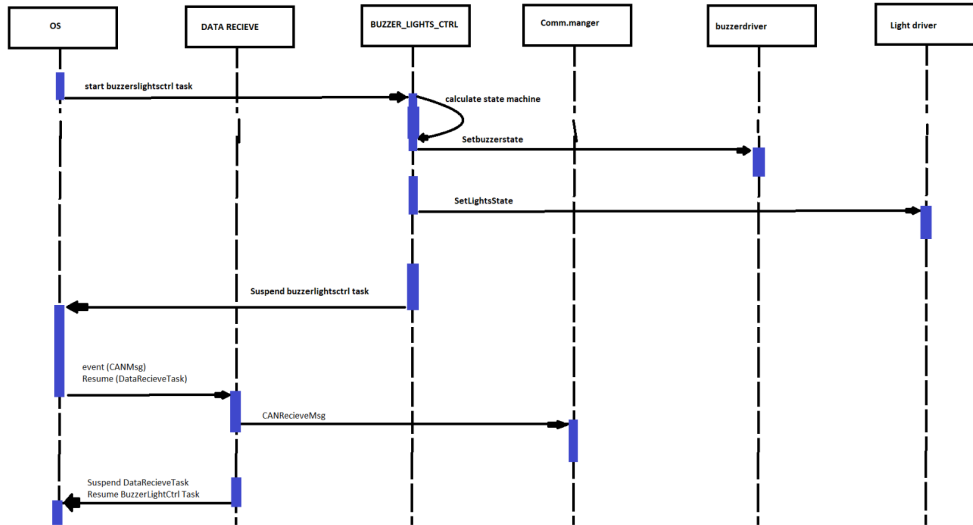 OS
DATA RECIEVE
BUZZER_LIGHTS_CTRL
Comm.manger
buzzerdriver
Light driver
start buzzerslightsctrl task
calculate state machine
Setbuzzerstate
SetLightsState
Suspend buzzerlightsctrl task
event (CANMsg)
Resume (DataRecieveTask)
CANRecieveMsg
Suspend DataRecieveTask
Resume BuzzerLightCtrl Task